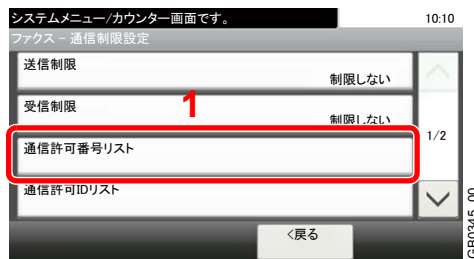 システムメニュー/カウンター画面です。
10:10
ファクス - 通信制限設定
送信制限
制限しない
受信制限
制限しない
1
通信許可番号リスト
1/2
通信許可IDリスト
<戻る
GB0345_00